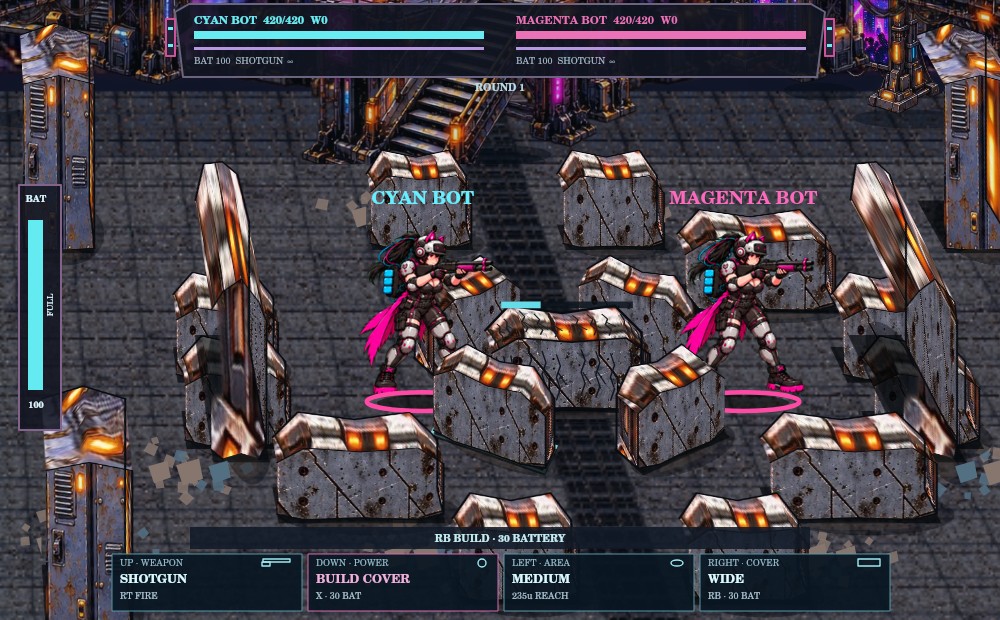 CYAN BOT 420/420 W0
MAGENTA BOT 420/420 W0
BAT 100 SHOTGUN ∞
BAT 100 SHOTGUN ∞
ROUND 1
CYAN BOT
MAGENTA BOT
BAT
FULL
100
RB BUILD · 30 BATTERY
UP · WEAPON
SHOTGUN
RT FIRE
DOWN · POWER
BUILD COVER
X · 30 BAT
LEFT · AREA
MEDIUM
235u REACH
RIGHT · COVER
WIDE
RB · 30 BAT